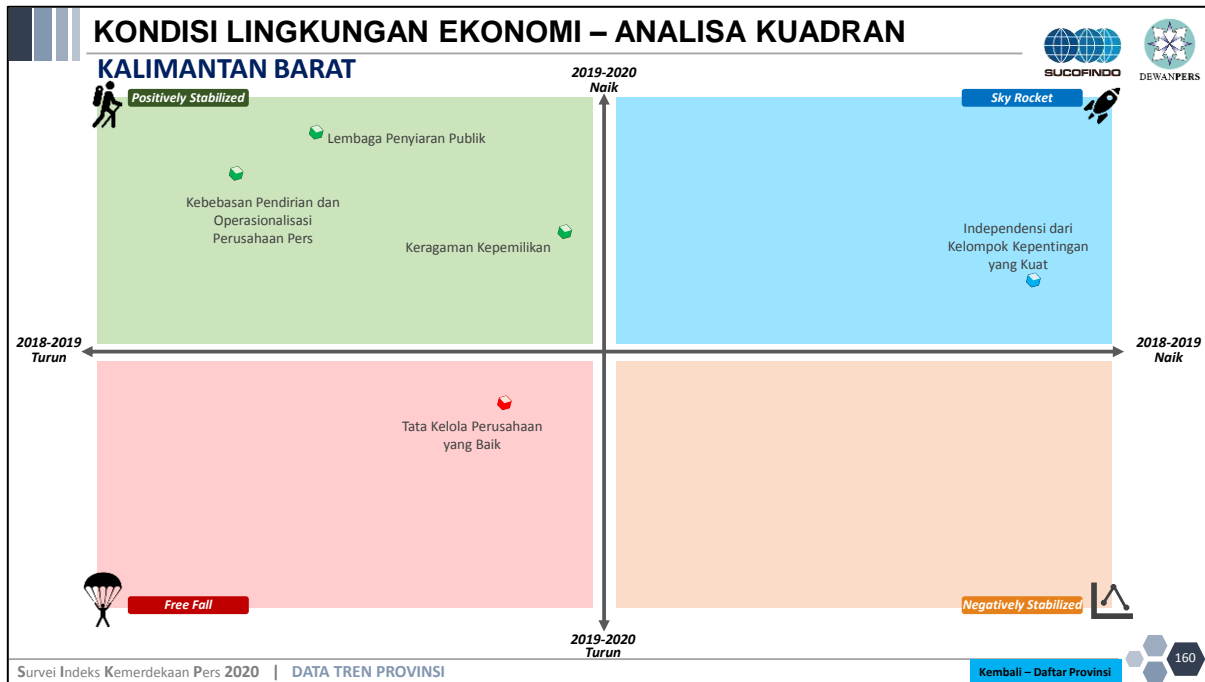 KONDISI LINGKUNGAN EKONOMI – ANALISA KUADRAN
KALIMANTAN BARAT
SUCOFINDO
DEWANPERS
2019-2020
Naik
Positively Stabilized
Sky Rocket
Lembaga Penyiaran Publik
Kebebasan Pendirian dan
Operasionalisasi
Perusahaan Pers
Keragaman Kepemilikan
Independensi dari
Kelompok Kepentingan
yang Kuat
2018-2019
Turun
2018-2019
Naik
Tata Kelola Perusahaan
yang Baik
Free Fall
Negatively Stabilized
2019-2020
Turun
Survei Indeks Kemerdekaan Pers 2020 | DATA TREN PROVINSI
Kembali – Daftar Provinsi
160